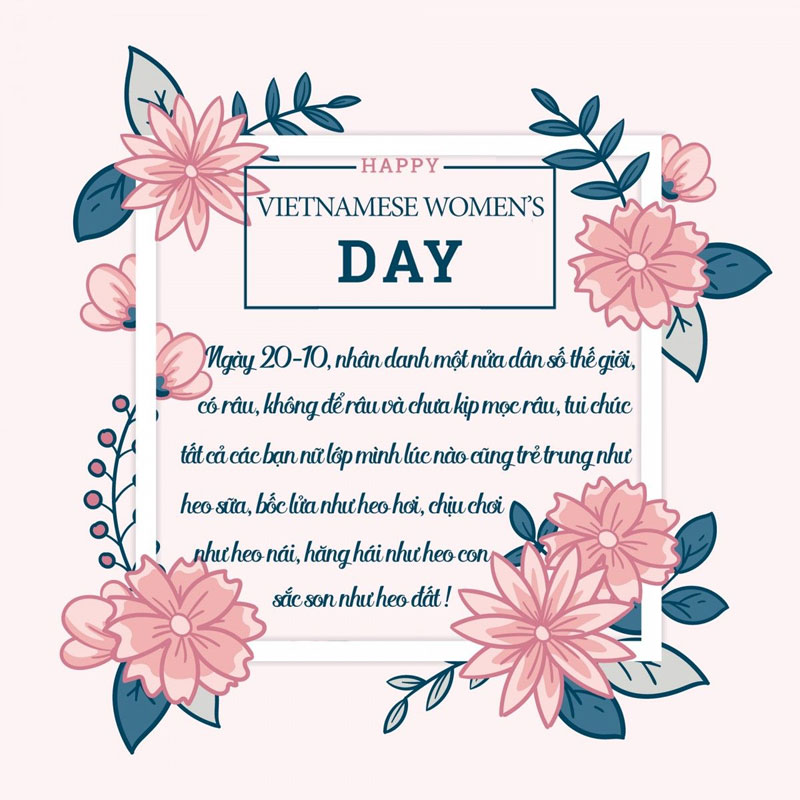 HAPPY
VIETNAMESE WOMEN'S
DAY
Ngày 20-10, nhân danh một nửa dân số thế giới,
có râu, không để râu và chưa kịp mọc râu, tui chúc
tất cả các bạn nữ lớp mình lúc nào cũng trẻ trung như
heo sữa, bốc lửa như heo hơi, chịu chơi
như heo nái, hăng hái như heo con
sắc son như heo đất !